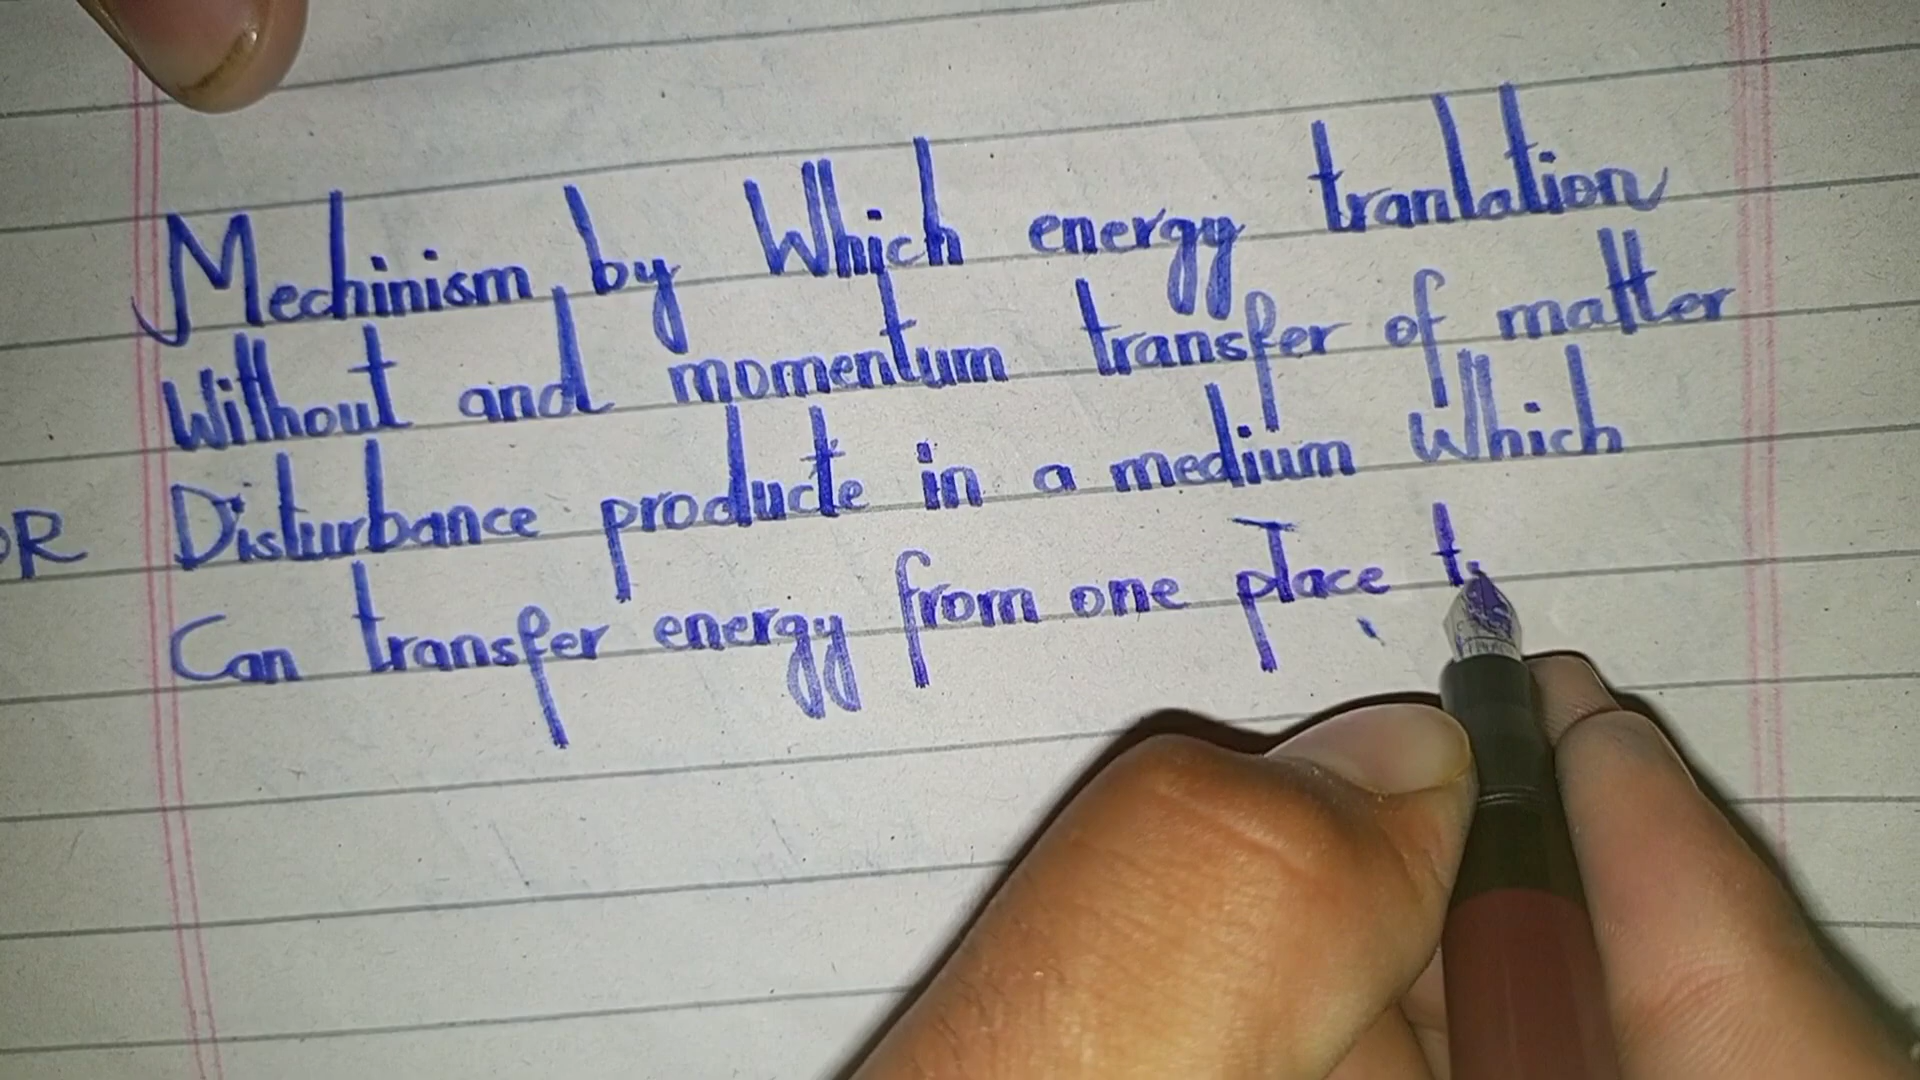 Mechinism by Which energy tranlation
Without and momentum transfer of matter
OR Disturbance producte in a medium Which
Can transfer energy from one place t